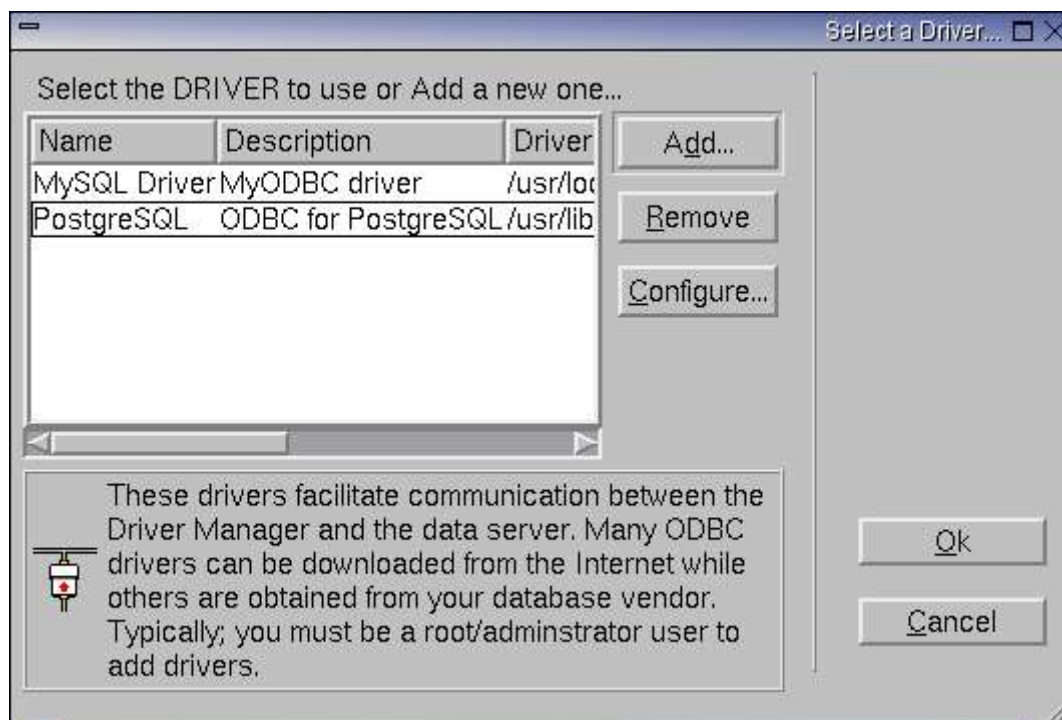 Select a Driver...
Select the DRIVER to use or Add a new one...
Name Description Driver
MySQL Driver MyODBC driver /usr/loc
PostgreSQL ODBC for PostgreSQL /usr/lib
Add...
Remove
Configure...
These drivers facilitate communication between the
Driver Manager and the data server. Many ODBC
drivers can be downloaded from the Internet while
others are obtained from your database vendor.
Typically; you must be a root/adminstrator user to
add drivers.
Ok
Cancel